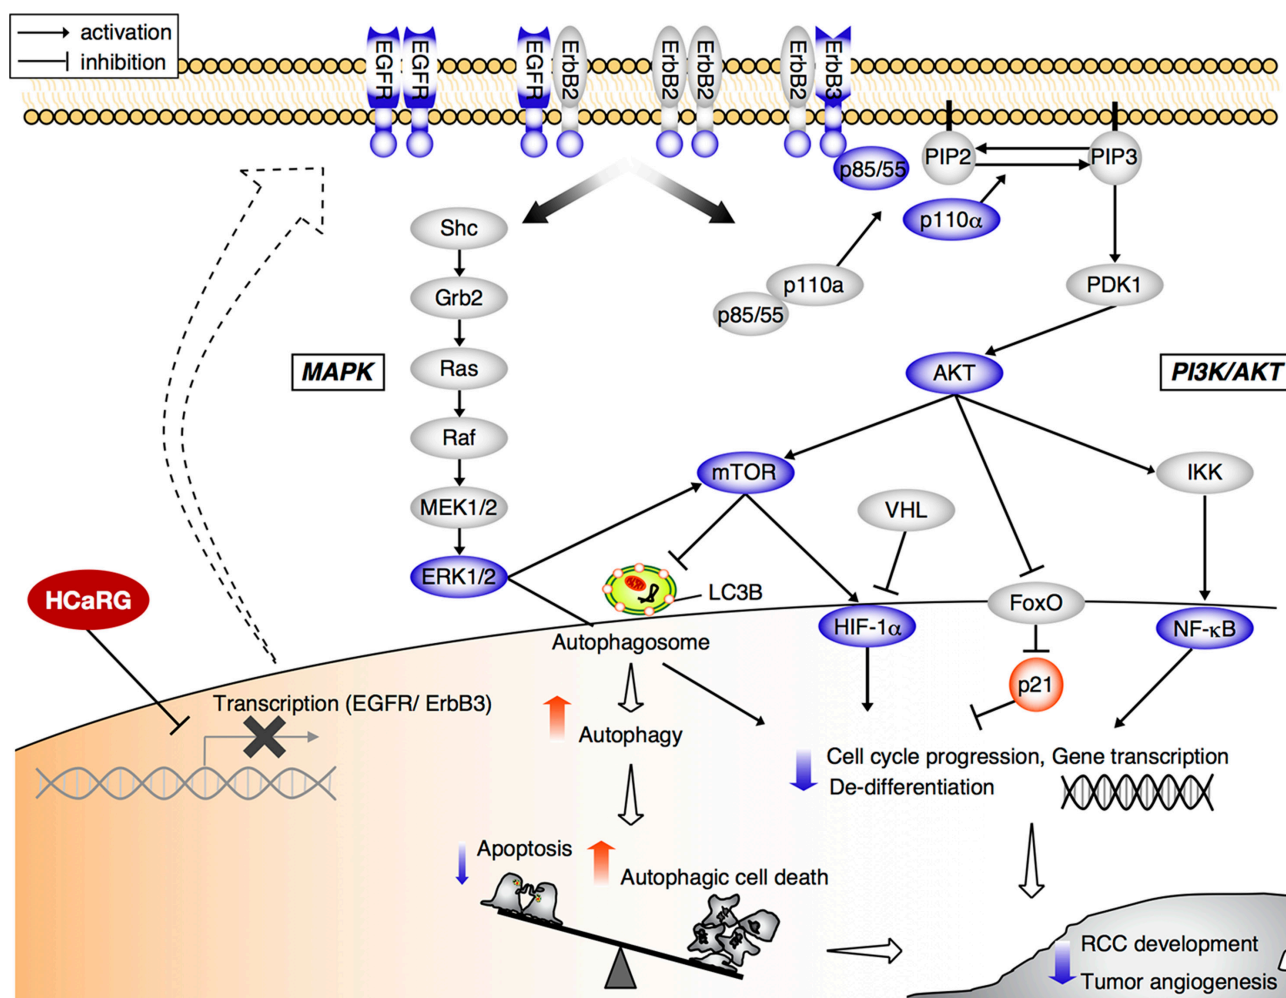 activation
inhibition
EGFR
EGFR
EGFR
ErbB2
ErbB2
ErbB2
ErbB2
ErbB3
p85/55
PIP2
PIP3
p110α
Shc
Grb2
Ras
Raf
MEK1/2
ERK1/2
MAPK
p110a
p85/55
PDK1
AKT
PI3K/AKT
mTOR
IKK
VHL
LC3B
HCaRG
FoxO
HIF-1α
NF-κB
Autophagosome
p21
Transcription (EGFR/ ErbB3)
Autophagy
Cell cycle progression, Gene transcription
De-differentiation
Apoptosis
Autophagic cell death
RCC development
Tumor angiogenesis